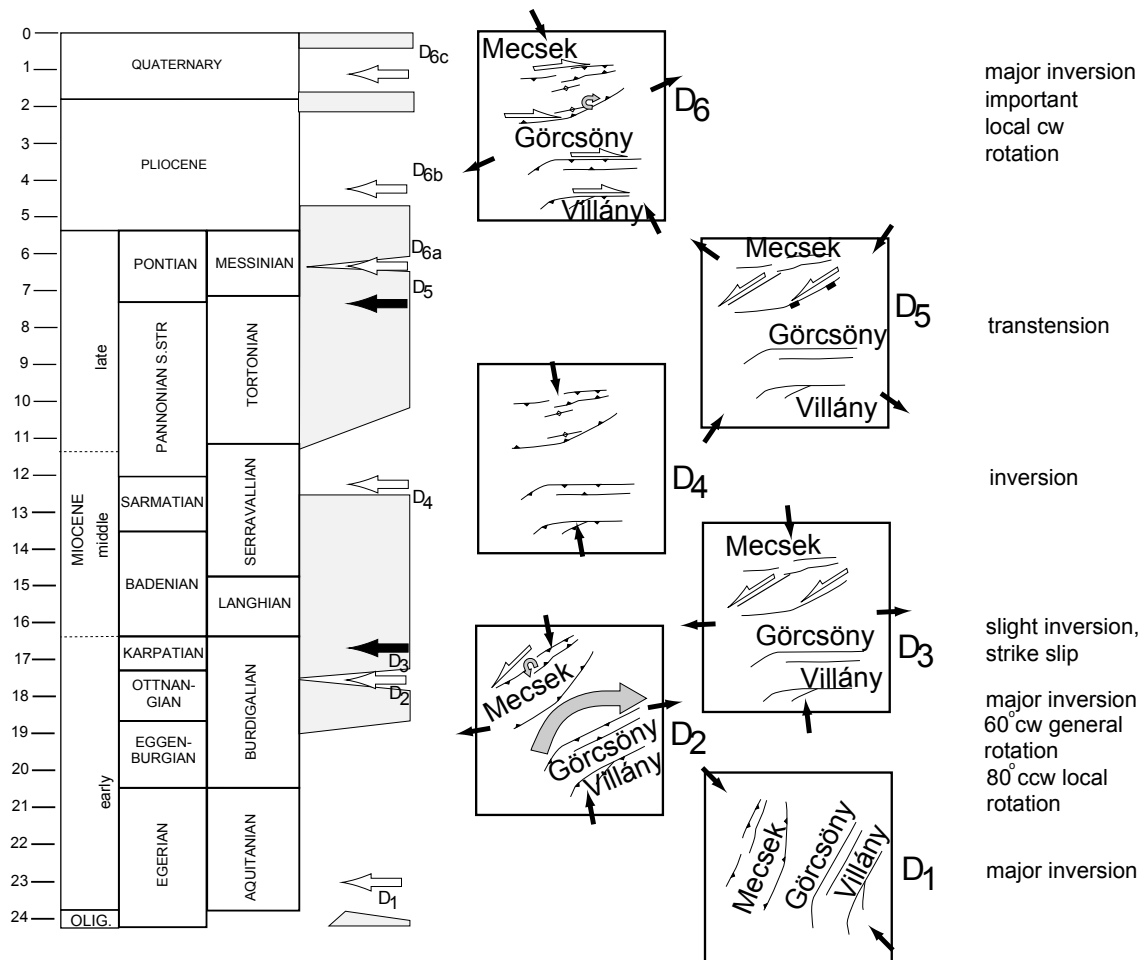 0
1
2
3
4
5
6
7
8
9
10
11
12
13
14
15
16
17
18
19
20
21
22
23
24
QUATERNARY
PLIOCENE
MIOCENE
late
middle
early
OLIG.
PONTIAN
PANNONIAN S.STR
SARMATIAN
BADENIAN
KARPATIAN
OTTNAN-
GIAN
EGGEN-
BURGIAN
EGERIAN
MESSINIAN
TORTONIAN
SERRAVALLIAN
LANGHIAN
BURDIGALIAN
AQUITANIAN
D6c
D6b
D6a
D5
D4
D3
D2
D1
Mecsek
Görcsöny
Villány
D6
major inversion
important
local cw
rotation
Mecsek
Görcsöny
Villány
D5
transtension
D4
inversion
Mecsek
Görcsöny
Villány
D3
slight inversion,
strike slip
Mecsek
Görcsöny
Villány
D2
major inversion
60°cw general
rotation
80°ccw local
rotation
Mecsek
Görcsöny
Villány
D1
major inversion